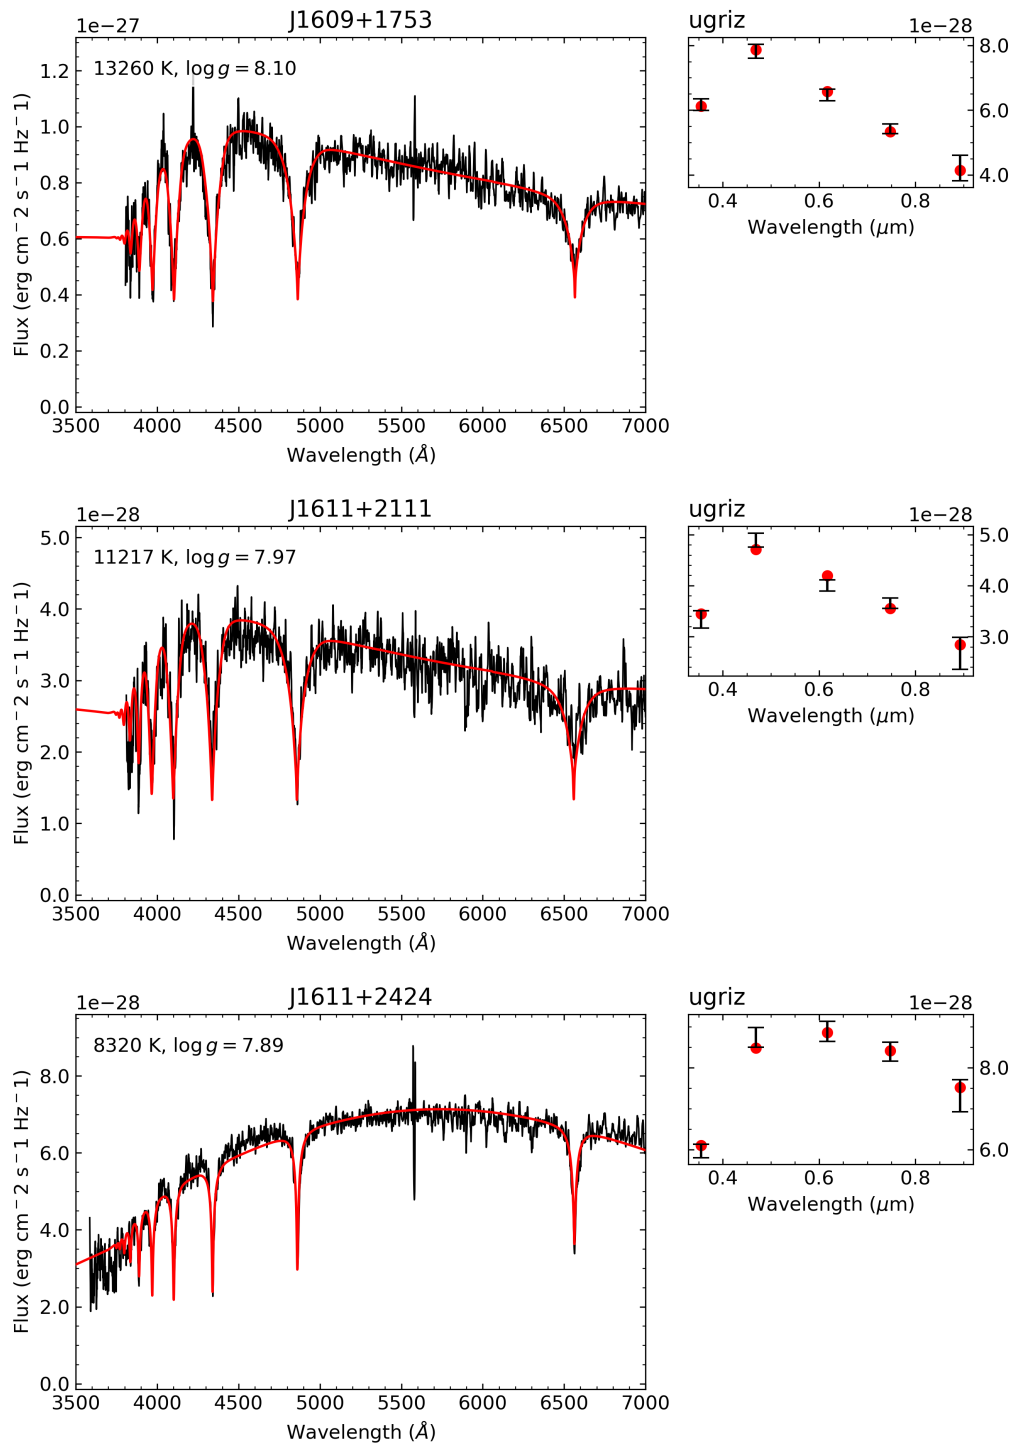 J1609+1753
1e−27
13260 K, log g = 8.10
1.2
1.0
0.8
0.6
0.4
0.2
0.0
Flux (erg cm−2 s−1 Hz−1)
3500 4000 4500 5000 5500 6000 6500 7000
Wavelength (Å)
ugriz
1e−28
8.0
6.0
4.0
0.4 0.6 0.8
Wavelength (μm)
J1611+2111
1e−28
11217 K, log g = 7.97
5.0
4.0
3.0
2.0
1.0
0.0
Flux (erg cm−2 s−1 Hz−1)
3500 4000 4500 5000 5500 6000 6500 7000
Wavelength (Å)
ugriz
1e−28
5.0
4.0
3.0
0.4 0.6 0.8
Wavelength (μm)
J1611+2424
1e−28
8320 K, log g = 7.89
8.0
6.0
4.0
2.0
0.0
Flux (erg cm−2 s−1 Hz−1)
3500 4000 4500 5000 5500 6000 6500 7000
Wavelength (Å)
ugriz
1e−28
8.0
6.0
0.4 0.6 0.8
Wavelength (μm)